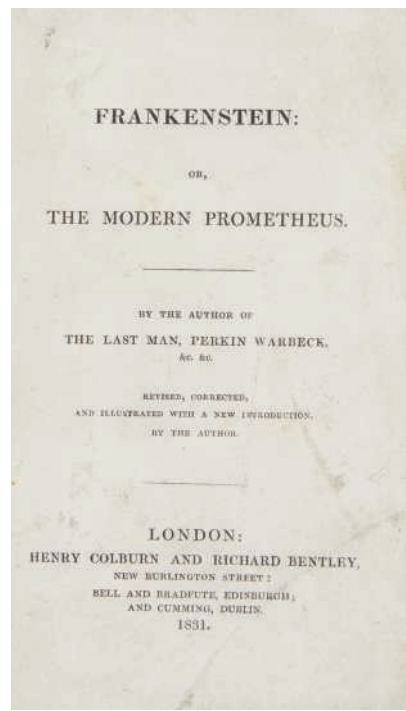 FRANKENSTEIN:
OR,
THE MODERN PROMETHEUS.
BY THE AUTHOR OF
THE LAST MAN, PERKIN WARBECK,
&c. &c.
REVISED, CORRECTED,
AND ILLUSTRATED WITH A NEW INTRODUCTION,
BY THE AUTHOR.
LONDON:
HENRY COLBURN AND RICHARD BENTLEY,
NEW BURLINGTON STREET:
BELL AND BRADFUTE, EDINBURGH;
AND CUMMING, DUBLIN.
1831.